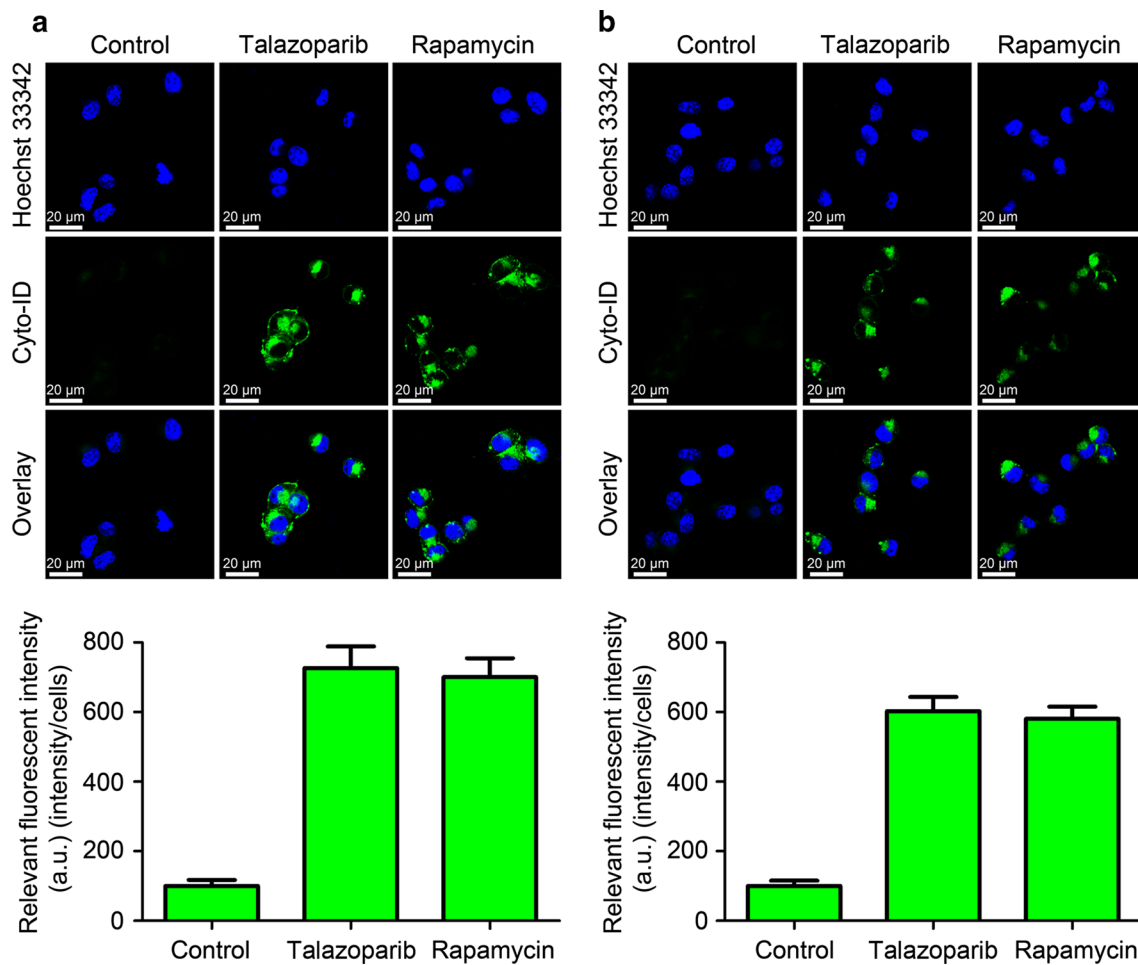 a
Control Talazoparib Rapamycin
Hoechst 33342
20 µm 20 µm 20 µm
Cyto-ID
20 µm 20 µm 20 µm
Overlay
20 µm 20 µm 20 µm
Relevant fluorescent intensity
(a.u.) (intensity/cells)
800
600
400
200
0
Control Talazoparib Rapamycin
b
Control Talazoparib Rapamycin
Hoechst 33342
20 µm 20 µm 20 µm
Cyto-ID
20 µm 20 µm 20 µm
Overlay
20 µm 20 µm 20 µm
Relevant fluorescent intensity
(a.u.) (intensity/cells)
800
600
400
200
0
Control Talazoparib Rapamycin